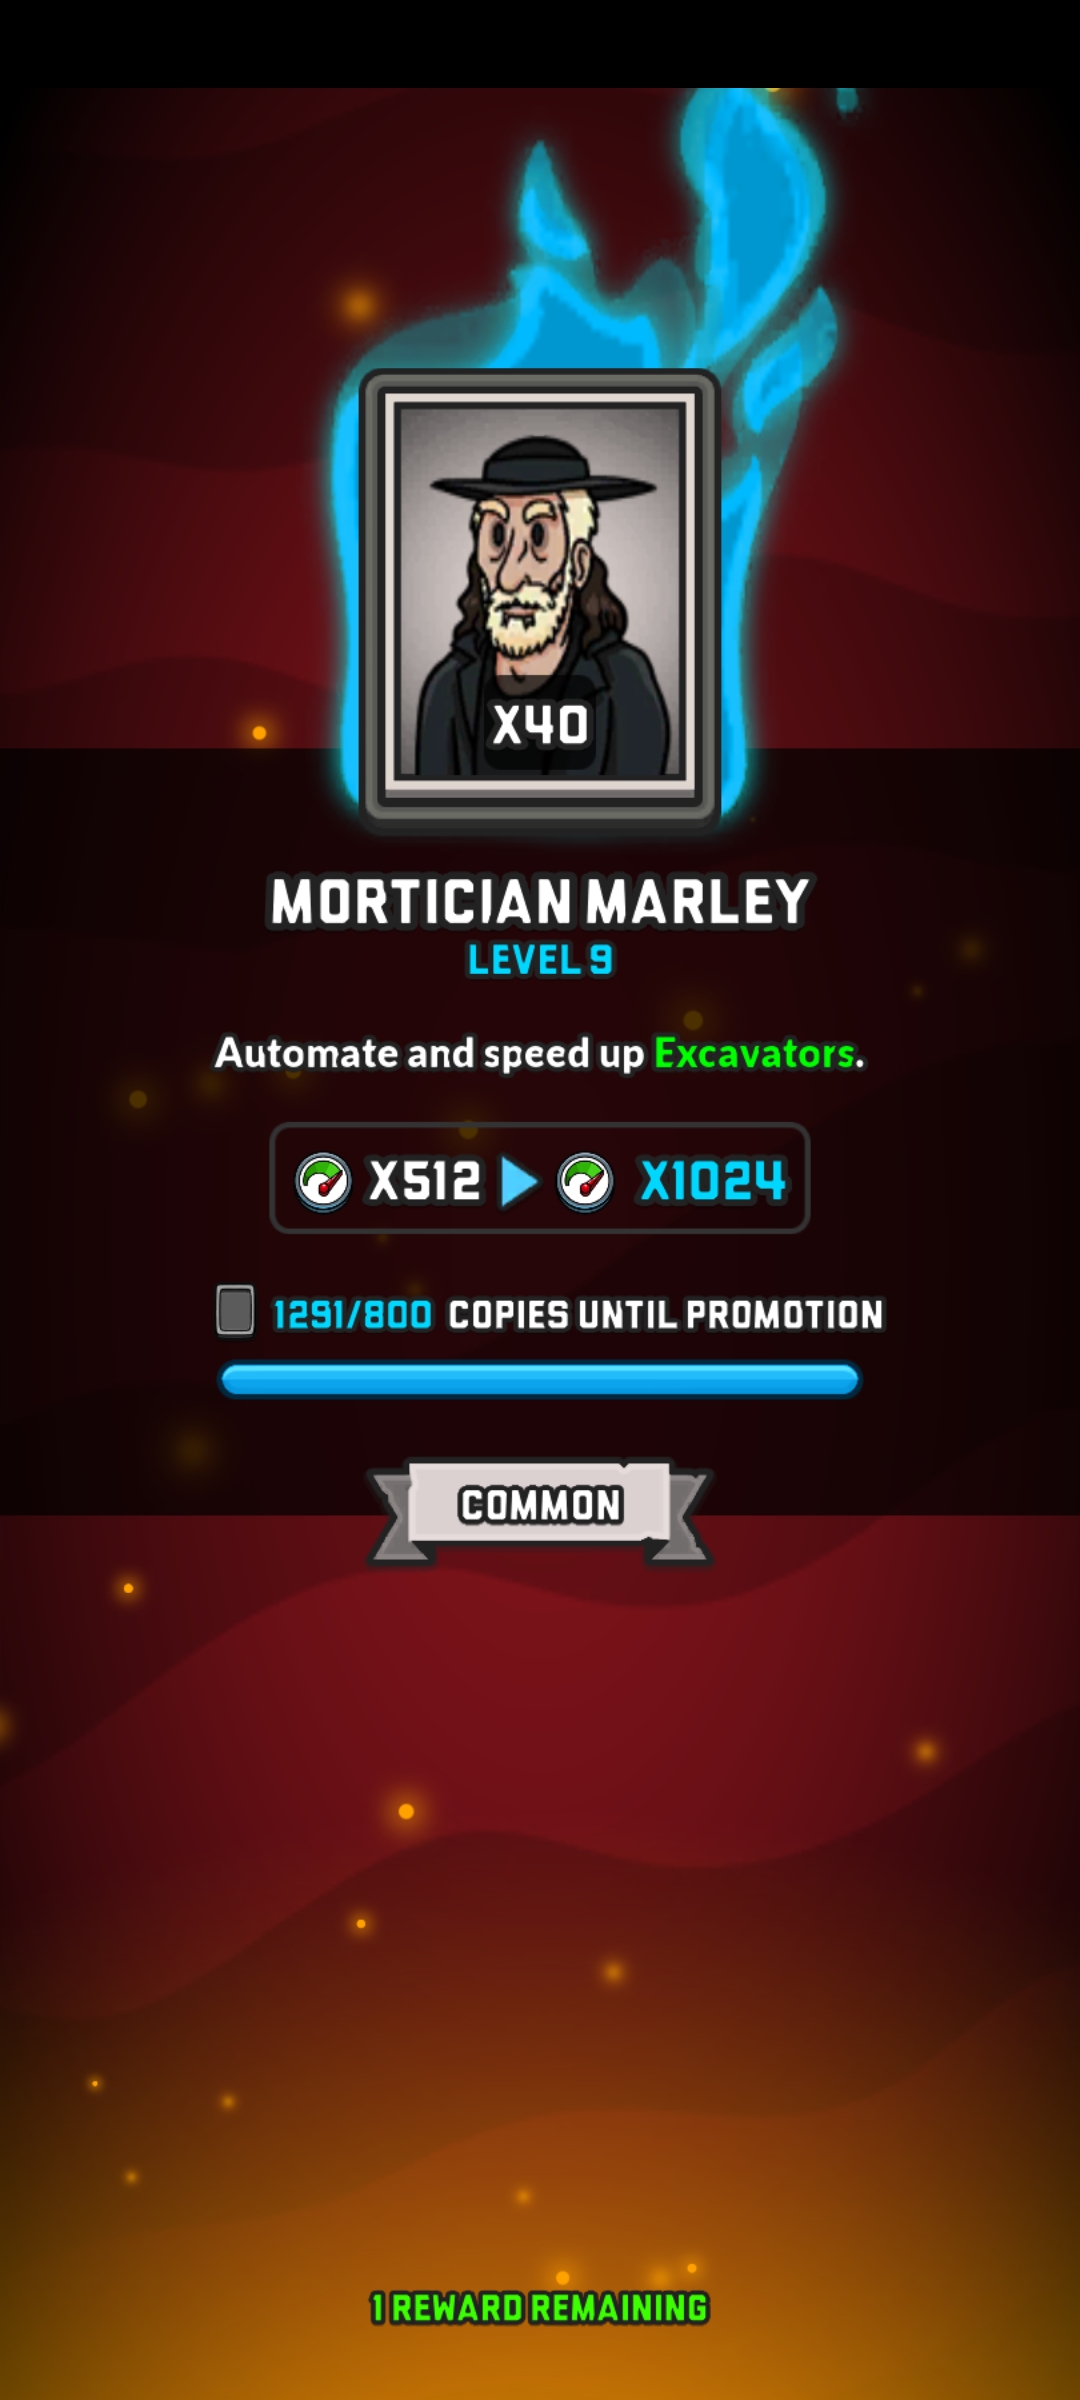 X40
MORTICIAN MARLEY
LEVEL 9
Automate and speed up Excavators.
X512 X1024
1291/800 COPIES UNTIL PROMOTION
COMMON
1 REWARD REMAINING